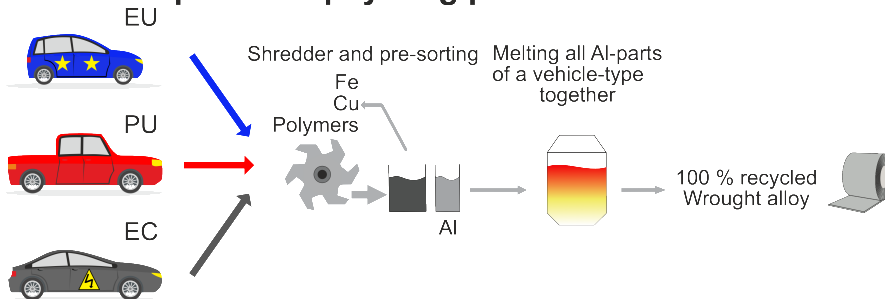 EU
PU
EC
Shredder and pre-sorting
Fe
Cu
Polymers
Al
Melting all Al-parts
of a vehicle-type
together
100 % recycled
Wrought alloy